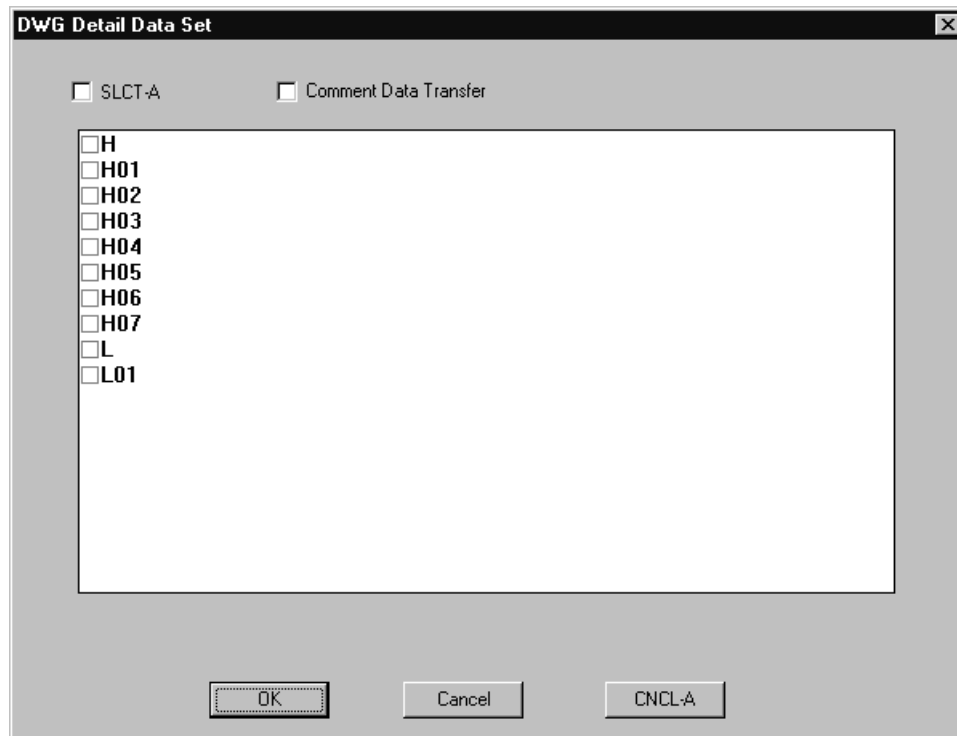 DWG Detail Data Set
SLCT-A Comment Data Transfer
H
H01
H02
H03
H04
H05
H06
H07
L
L01
OK Cancel CNCL-A